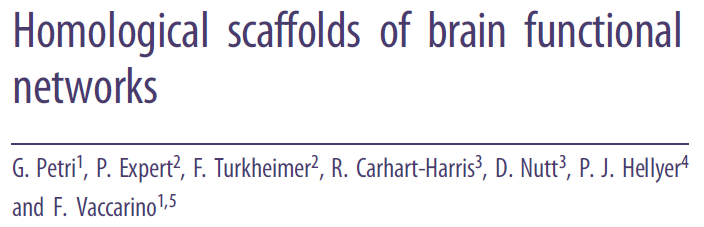 Homological scaffolds of brain functional
networks
G. Petri¹, P. Expert², F. Turkheimer², R. Carhart-Harris³, D. Nutt³, P. J. Hellyer⁴
and F. Vaccarino¹,⁵